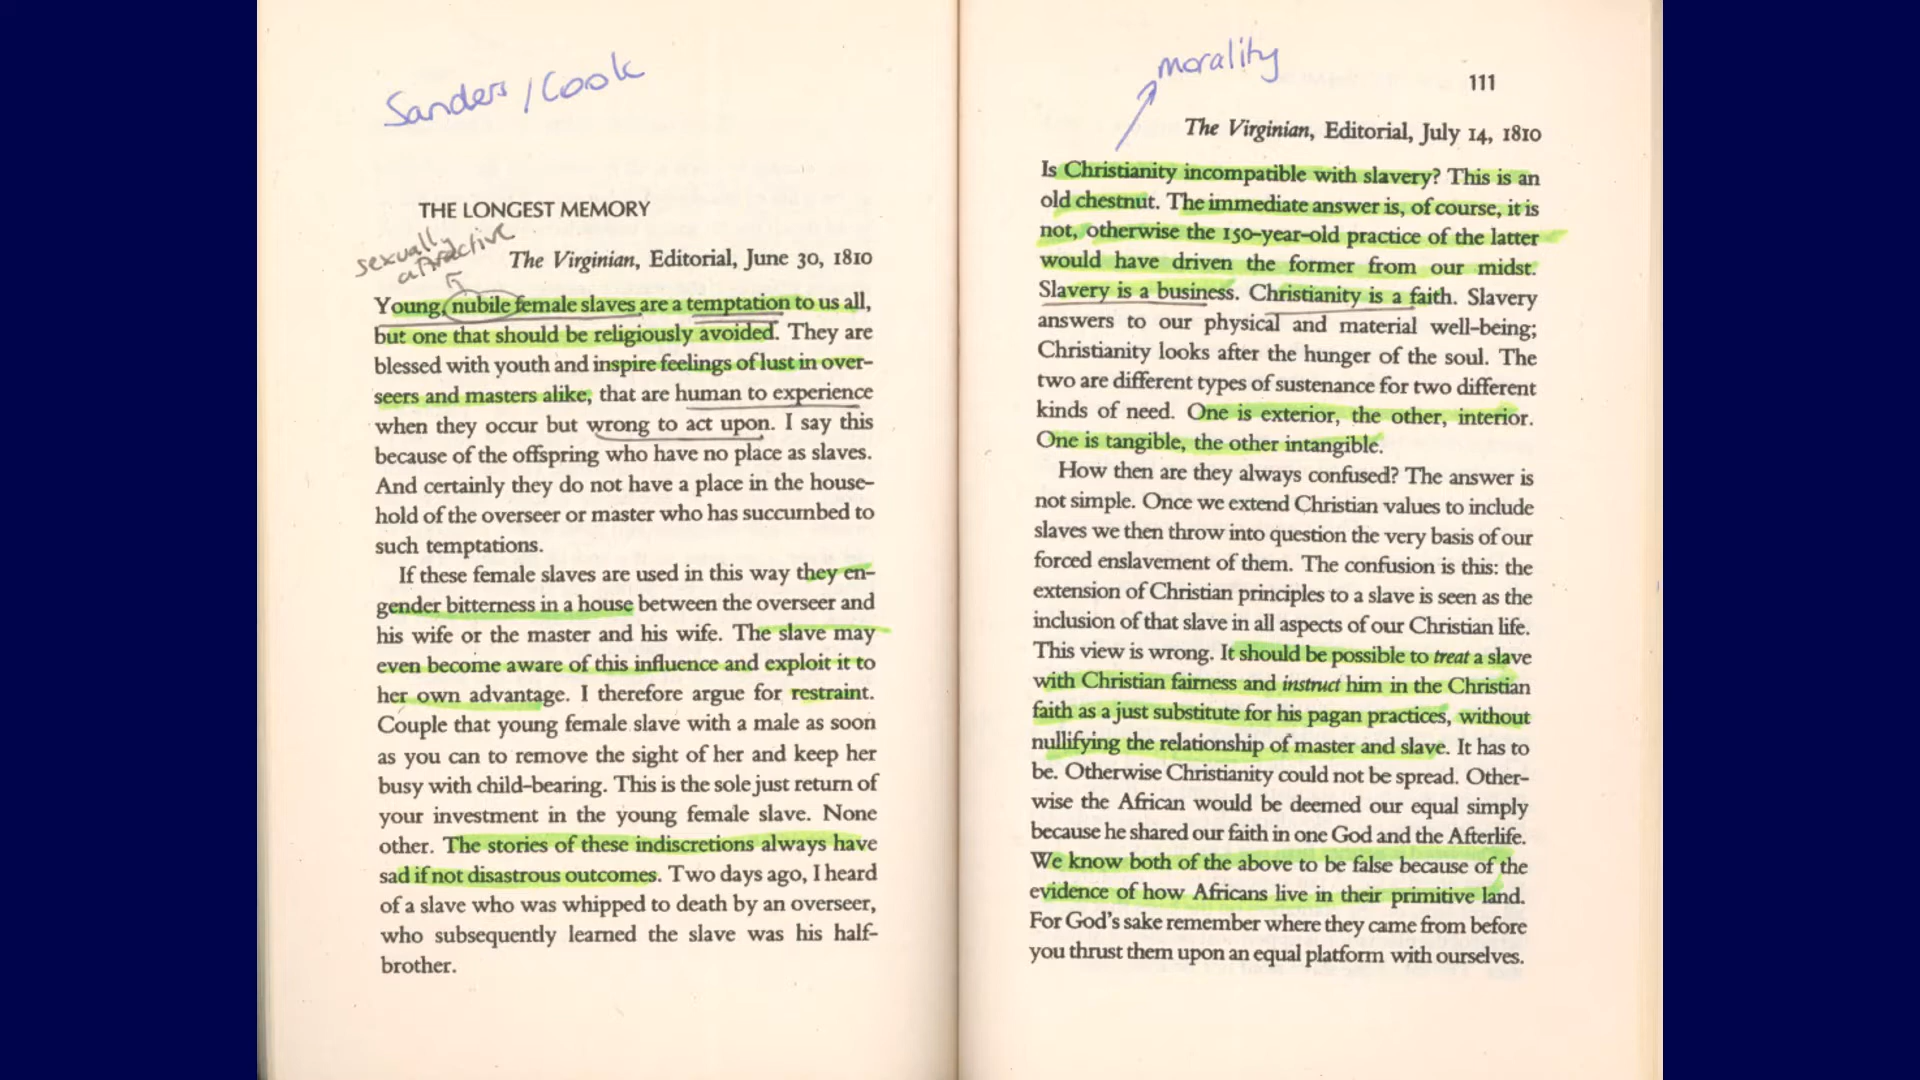 Sanders / Cook
THE LONGEST MEMORY
sexually
attractive
The Virginian, Editorial, June 30, 1810
Young, nubile female slaves are a temptation to us all,
but one that should be religiously avoided. They are
blessed with youth and inspire feelings of lust in over-
seers and masters alike, that are human to experience
when they occur but wrong to act upon. I say this
because of the offspring who have no place as slaves.
And certainly they do not have a place in the house-
hold of the overseer or master who has succumbed to
such temptations.
If these female slaves are used in this way they en-
gender bitterness in a house between the overseer and
his wife or the master and his wife. The slave may
even become aware of this influence and exploit it to
her own advantage. I therefore argue for restraint.
Couple that young female slave with a male as soon
as you can to remove the sight of her and keep her
busy with child-bearing. This is the sole just return of
your investment in the young female slave. None
other. The stories of these indiscretions always have
sad if not disastrous outcomes. Two days ago, I heard
of a slave who was whipped to death by an overseer,
who subsequently learned the slave was his half-
brother.
morality
111
The Virginian, Editorial, July 14, 1810
Is Christianity incompatible with slavery? This is an
old chestnut. The immediate answer is, of course, it is
not, otherwise the 150-year-old practice of the latter
would have driven the former from our midst.
Slavery is a business. Christianity is a faith. Slavery
answers to our physical and material well-being;
Christianity looks after the hunger of the soul. The
two are different types of sustenance for two different
kinds of need. One is exterior, the other, interior.
One is tangible, the other intangible.
How then are they always confused? The answer is
not simple. Once we extend Christian values to include
slaves we then throw into question the very basis of our
forced enslavement of them. The confusion is this: the
extension of Christian principles to a slave is seen as the
inclusion of that slave in all aspects of our Christian life.
This view is wrong. It should be possible to treat a slave
with Christian fairness and instruct him in the Christian
faith as a just substitute for his pagan practices, without
nullifying the relationship of master and slave. It has to
be. Otherwise Christianity could not be spread. Other-
wise the African would be deemed our equal simply
because he shared our faith in one God and the Afterlife.
We know both of the above to be false because of the
evidence of how Africans live in their primitive land.
For God's sake remember where they came from before
you thrust them upon an equal platform with ourselves.